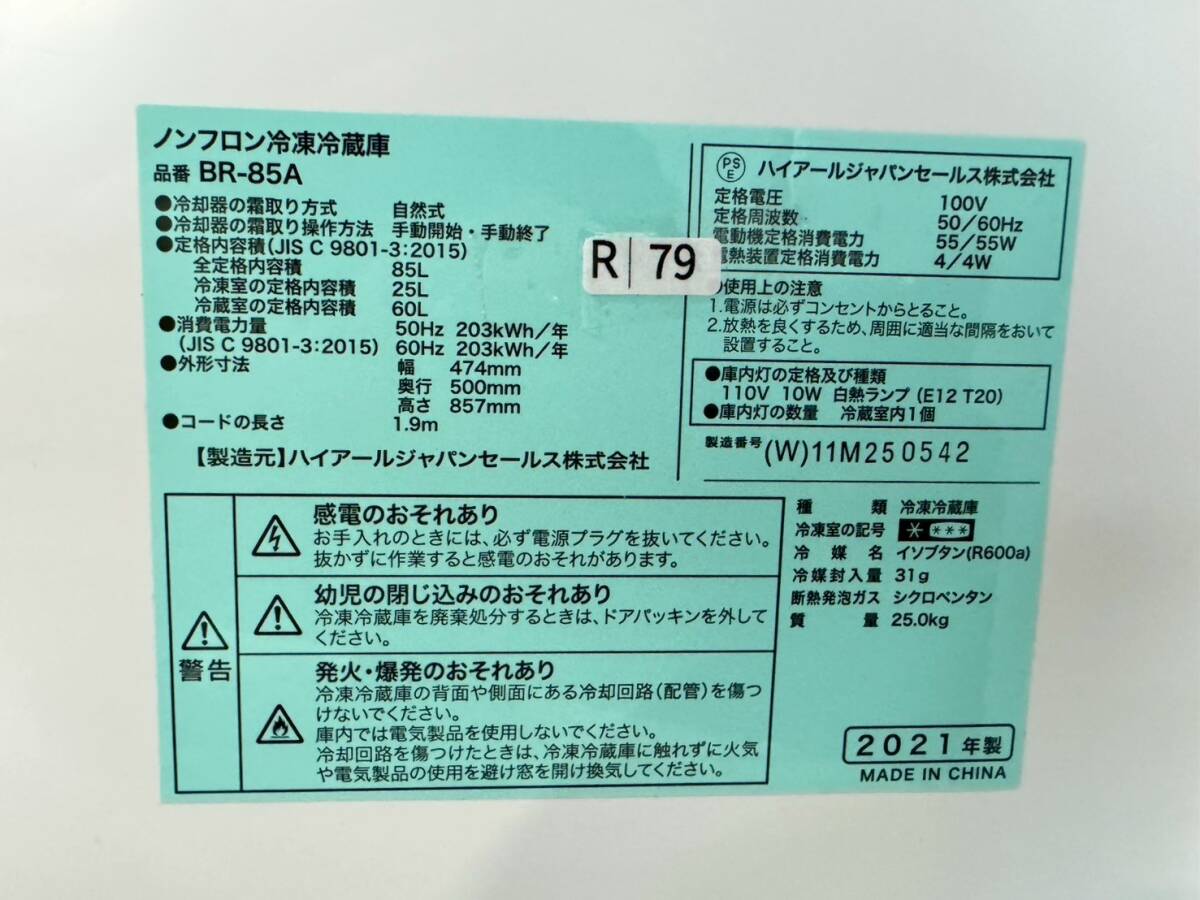 ノンフロン冷凍冷蔵庫
品番 BR-85A
●冷却器の霜取り方式 自然式
●冷却器の霜取り操作方法 手動開始・手動終了
●定格内容積(JIS C 9801-3:2015)
全定格内容積 85L
冷凍室の定格内容積 25L
冷蔵室の定格内容積 60L
●消費電力量 50Hz 203kWh/年
(JIS C 9801-3:2015) 60Hz 203kWh/年
●外形寸法 幅 474mm
奥行 500mm
高さ 857mm
●コードの長さ 1.9m
【製造元】ハイアールジャパンセールス株式会社
R 79
PS
E
ハイアールジャパンセールス株式会社
定格電圧 100V
定格周波数 50/60Hz
電動機定格消費電力 55/55W
電熱装置定格消費電力 4/4W
●使用上の注意
1.電源は必ずコンセントからとること。
2.放熱を良くするため、周囲に適当な間隔をおいて
設置すること。
●庫内灯の定格及び種類
110V 10W 白熱ランプ(E12 T20)
●庫内灯の数量 冷蔵室内1個
製造番号 (W)11M250542
警告
感電のおそれあり
お手入れのときには、必ず電源プラグを抜いてください。
抜かずに作業すると感電のおそれがあります。
幼児の閉じ込みのおそれあり
冷凍冷蔵庫を廃棄処分するときは、ドアパッキンを外して
ください。
発火・爆発のおそれあり
冷凍冷蔵庫の背面や側面にある冷却回路(配管)を傷つ
けないでください。
庫内では電気製品を使用しないでください。
冷却回路を傷つけたときは、冷凍冷蔵庫に触れずに火気
や電気製品の使用を避け窓を開け換気してください。
種類 冷凍冷蔵庫
冷凍室の記号 * ***
冷媒名 イソブタン(R600a)
冷媒封入量 31g
断熱発泡ガス シクロペンタン
質量 25.0kg
2021年製
MADE IN CHINA